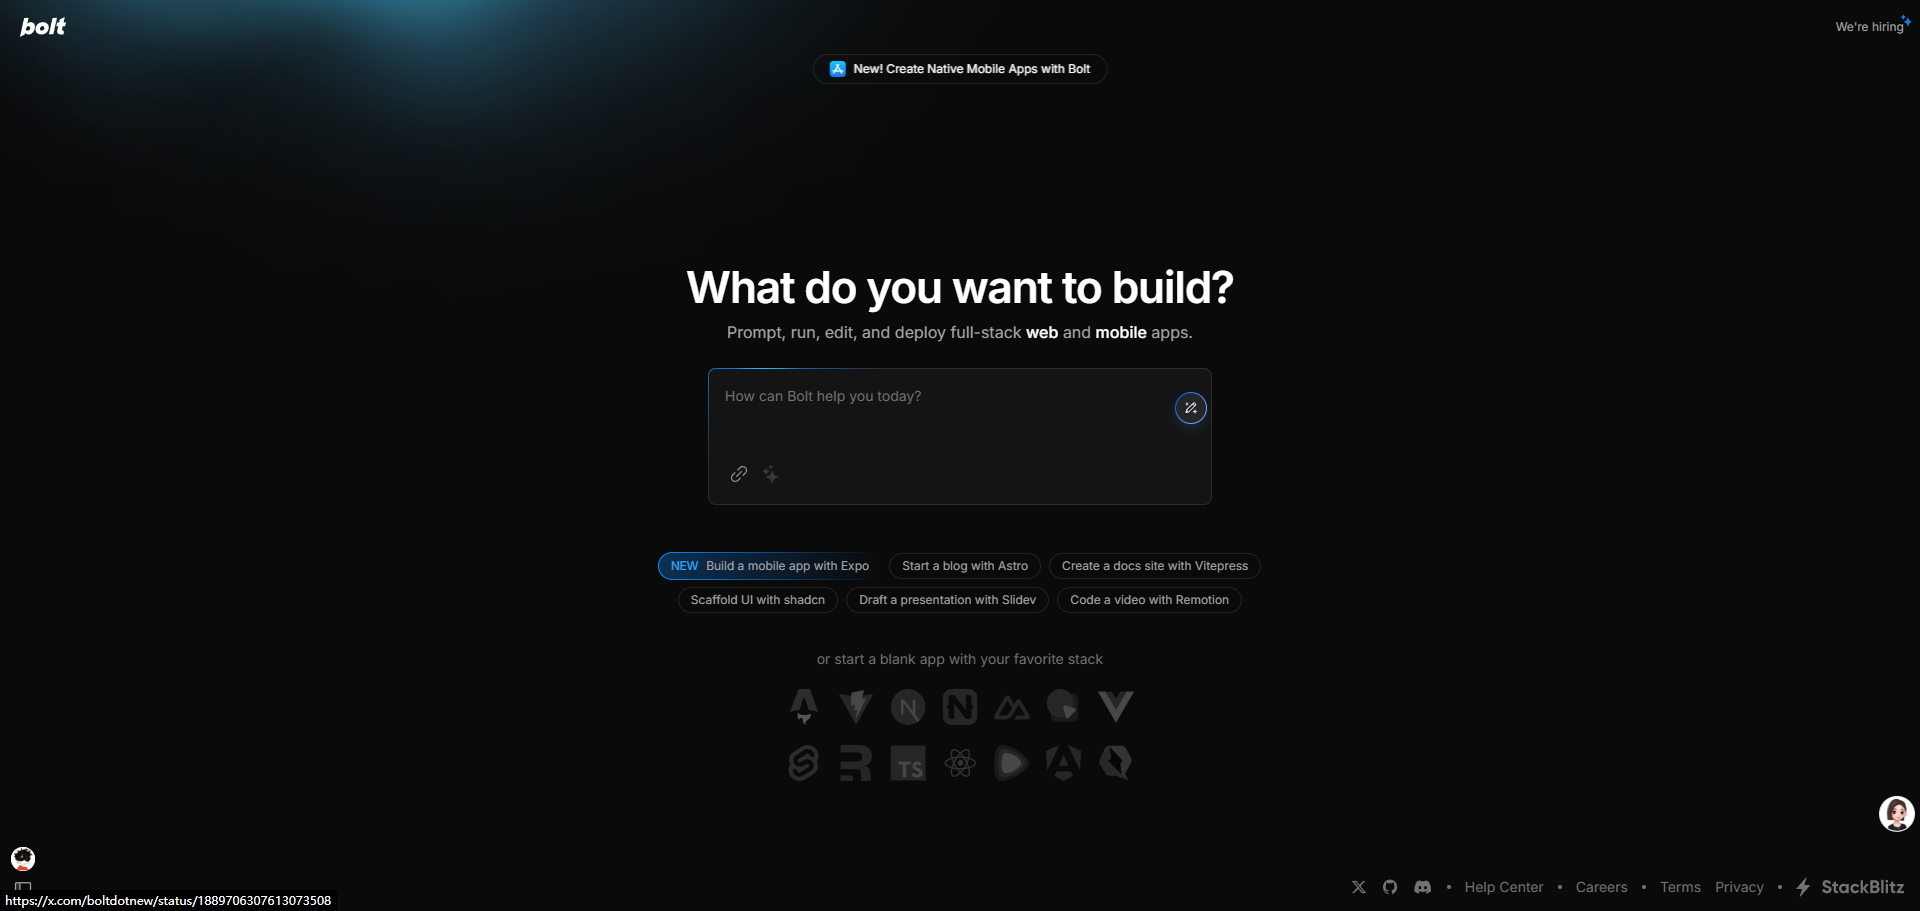 bolt
We're hiring
New! Create Native Mobile Apps with Bolt
What do you want to build?
Prompt, run, edit, and deploy full-stack web and mobile apps.
How can Bolt help you today?
NEW Build a mobile app with Expo
Start a blog with Astro
Create a docs site with Vitepress
Scaffold UI with shadcn
Draft a presentation with Slidev
Code a video with Remotion
or start a blank app with your favorite stack
N
N
TS
Help Center • Careers • Terms Privacy • StackBlitz
https://x.com/boltdotnew/status/1889706307613073508